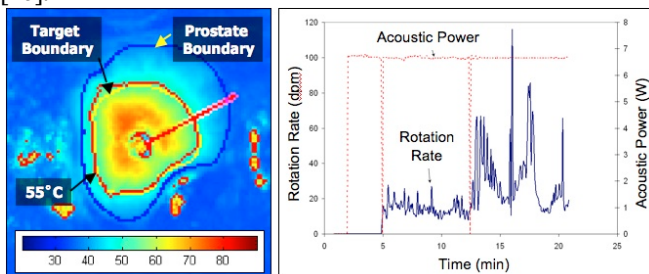 Target Boundary
Prostate Boundary
55°C
30 40 50 60 70 80
Acoustic Power
Rotation Rate
Rotation Rate (dpm)
120
100
80
60
40
20
0
0 5 10 15 20 25
Time (min)
8
7
6
5
4
3
2
1
0
Acoustic Power (W)